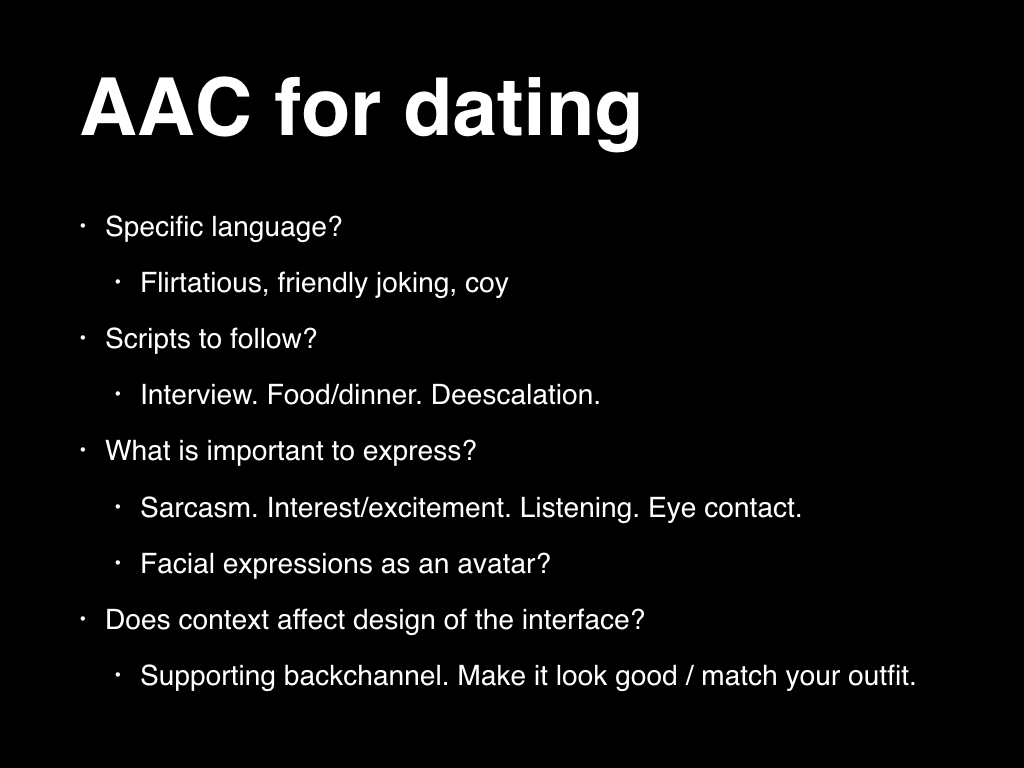 AAC for dating
• Specific language?
• Flirtatious, friendly joking, coy
• Scripts to follow?
• Interview. Food/dinner. Deescalation.
• What is important to express?
• Sarcasm. Interest/excitement. Listening. Eye contact.
• Facial expressions as an avatar?
• Does context affect design of the interface?
• Supporting backchannel. Make it look good / match your outfit.